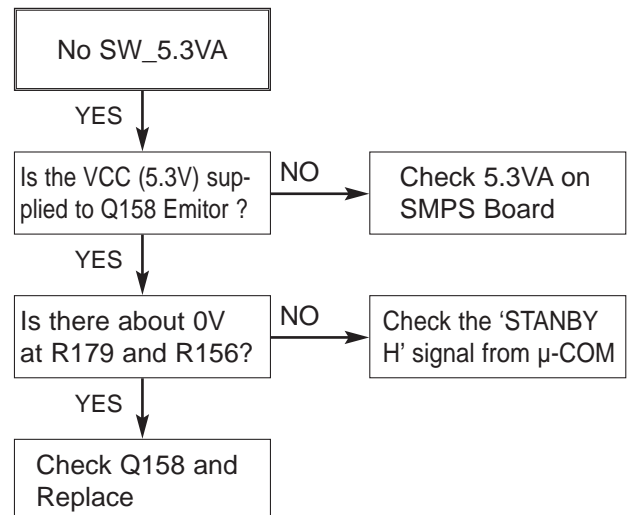 No SW_5.3VA
YES
Is the VCC (5.3V) sup-
plied to Q158 Emitor ?
NO
Check 5.3VA on
SMPS Board
YES
Is there about 0V
at R179 and R156?
NO
Check the ‘STANBY
H’ signal from µ-COM
YES
Check Q158 and
Replace